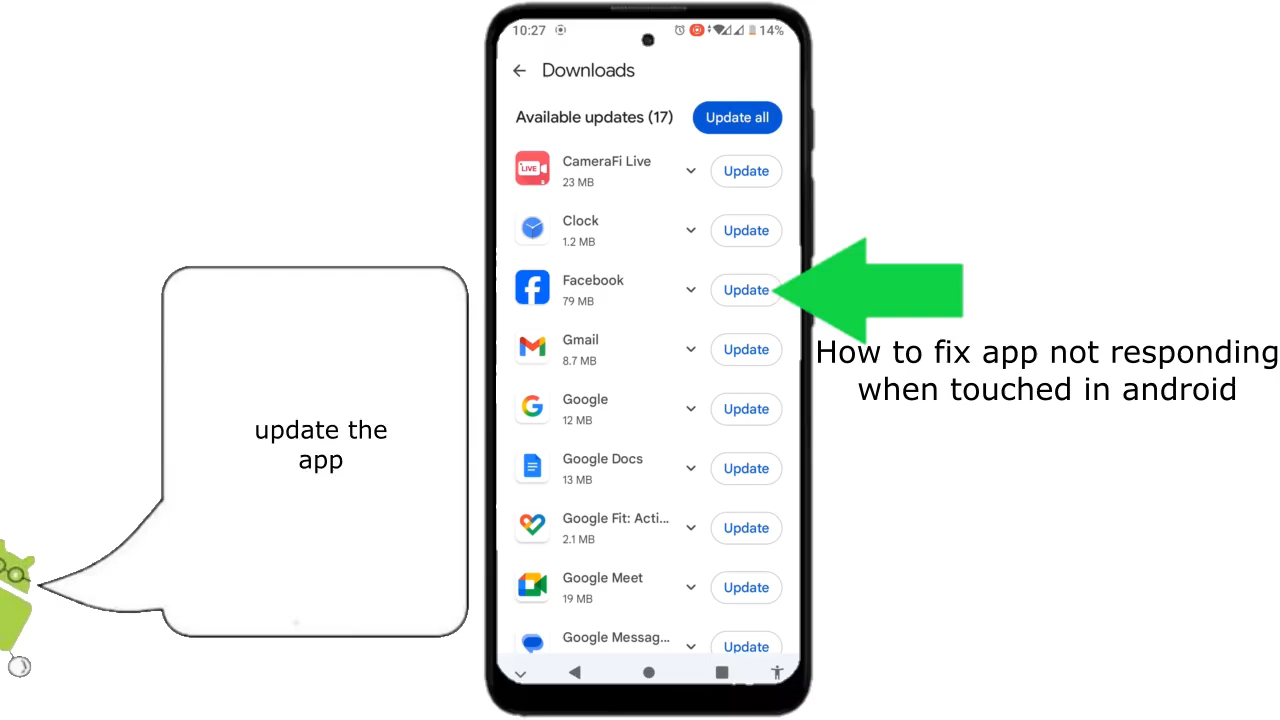 10:27
14%
Downloads
Available updates (17)
Update all
CameraFi Live
23 MB
Update
LIVE
Clock
1.2 MB
Update
Facebook
79 MB
Update
Gmail
8.7 MB
Update
Google
12 MB
Update
Google Docs
13 MB
Update
Google Fit: Acti...
2.1 MB
Update
Google Meet
19 MB
Update
Google Messag...
Update
update the
app
How to fix app not responding
when touched in android